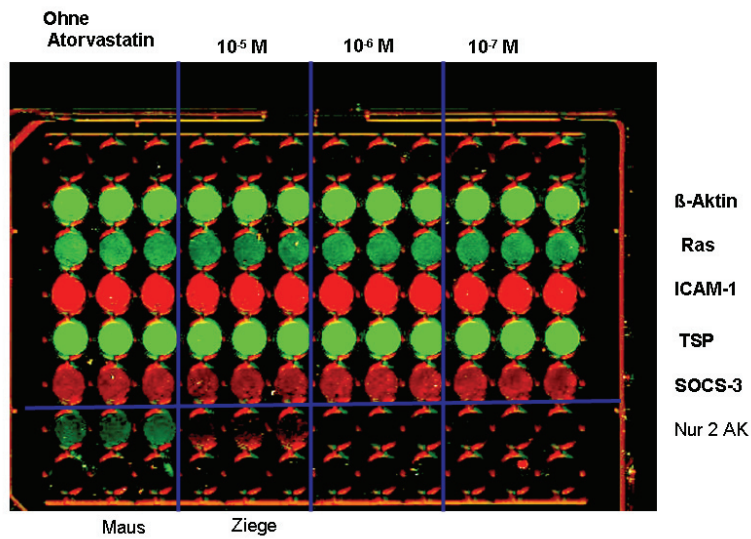 Ohne
Atorvastatin 10⁻⁵ M 10⁻⁶ M 10⁻⁷ M
ß-Aktin
Ras
ICAM-1
TSP
SOCS-3
Nur 2 AK
Maus Ziege